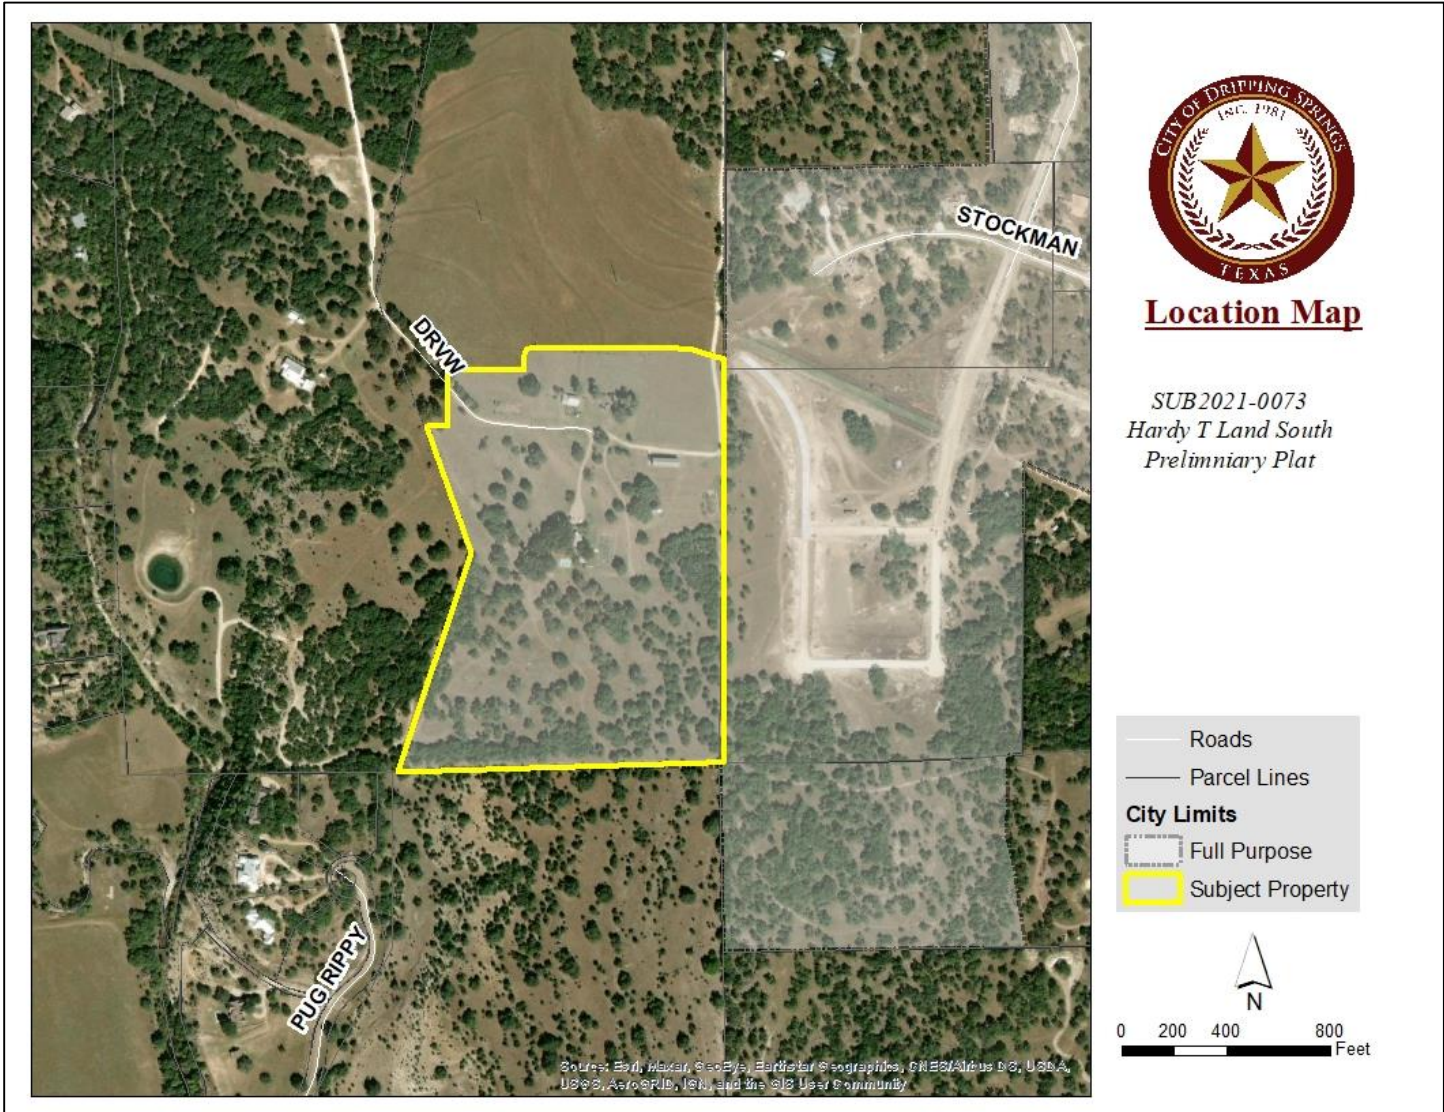 CITY OF DRIPPING SPRINGS
INC. 1981
TEXAS
Location Map
SUB2021-0073
Hardy T Land South
Prelimniary Plat
STOCKMAN
DRVW
PUG RIPPY
Roads
Parcel Lines
City Limits
Full Purpose
Subject Property
N
0 200 400 800
Feet
Source: Esri, Maxar, GeoEye, Earthstar Geographics, CNES/Airbus DS, USDA,
USGS, AeroGRID, IGN, and the GIS User Community